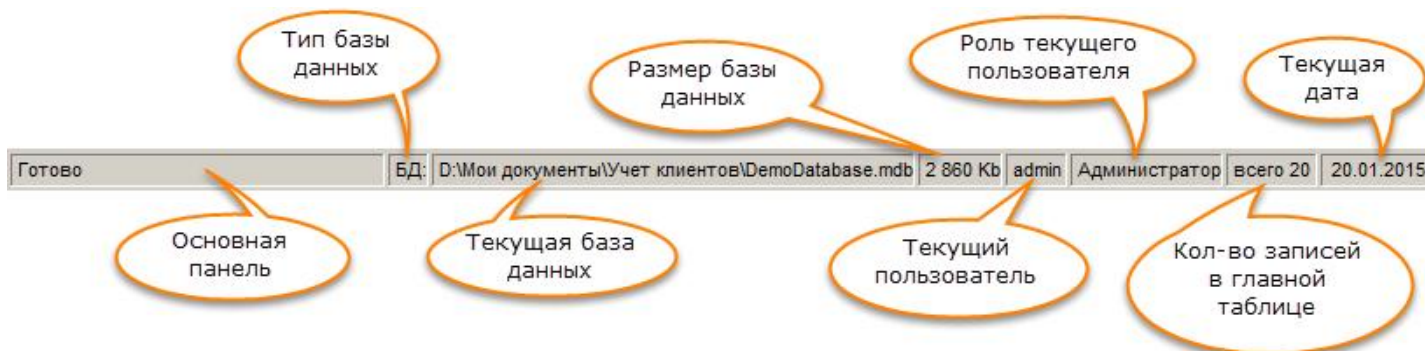 Тип базы
данных
Размер базы
данных
Роль текущего
пользователя
Текущая
дата
Готово БД: D:\Мои документы\Учет клиентов\DemoDatabase.mdb 2 860 Kb admin Администратор всего 20 20.01.2015
Основная
панель
Текущая база
данных
Текущий
пользователь
Кол-во записей
в главной
таблице